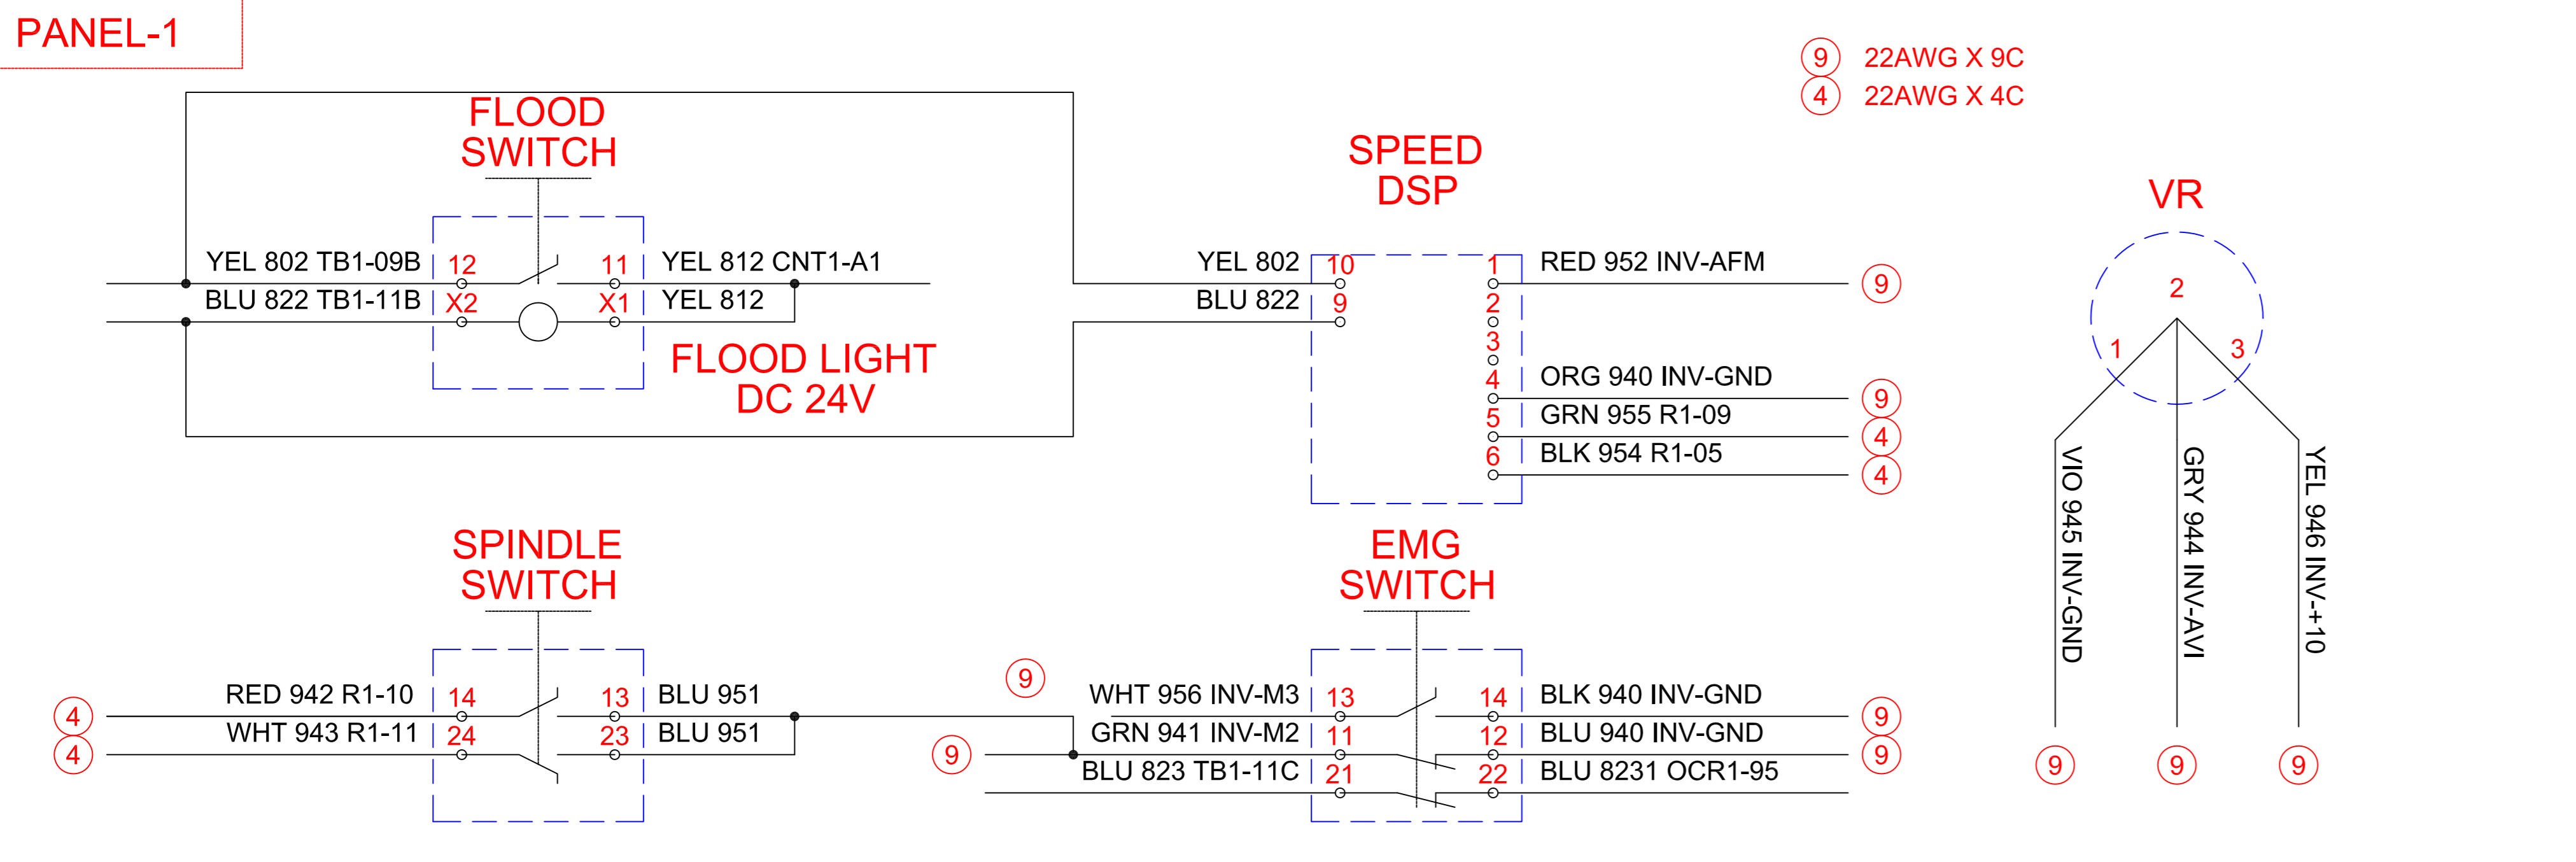 PANEL-1
9 22AWG X 9C
4 22AWG X 4C
FLOOD
SWITCH
YEL 802 TB1-09B 12 11 YEL 812 CNT1-A1
BLU 822 TB1-11B X2 X1 YEL 812
FLOOD LIGHT
DC 24V
SPEED
DSP
YEL 802 10 1 RED 952 INV-AFM 9
BLU 822 9 2
3
4 ORG 940 INV-GND 9
5 GRN 955 R1-09 4
6 BLK 954 R1-05 4
VR
2
1 3
VIO 945 INV-GND
GRY 944 INV-AVI
YEL 946 INV-+10
9 9 9
SPINDLE
SWITCH
4 RED 942 R1-10 14 13 BLU 951
4 WHT 943 R1-11 24 23 BLU 951
EMG
SWITCH
9 WHT 956 INV-M3 13 14 BLK 940 INV-GND 9
9 GRN 941 INV-M2 11 12 BLU 940 INV-GND 9
BLU 823 TB1-11C 21 22 BLU 8231 OCR1-95